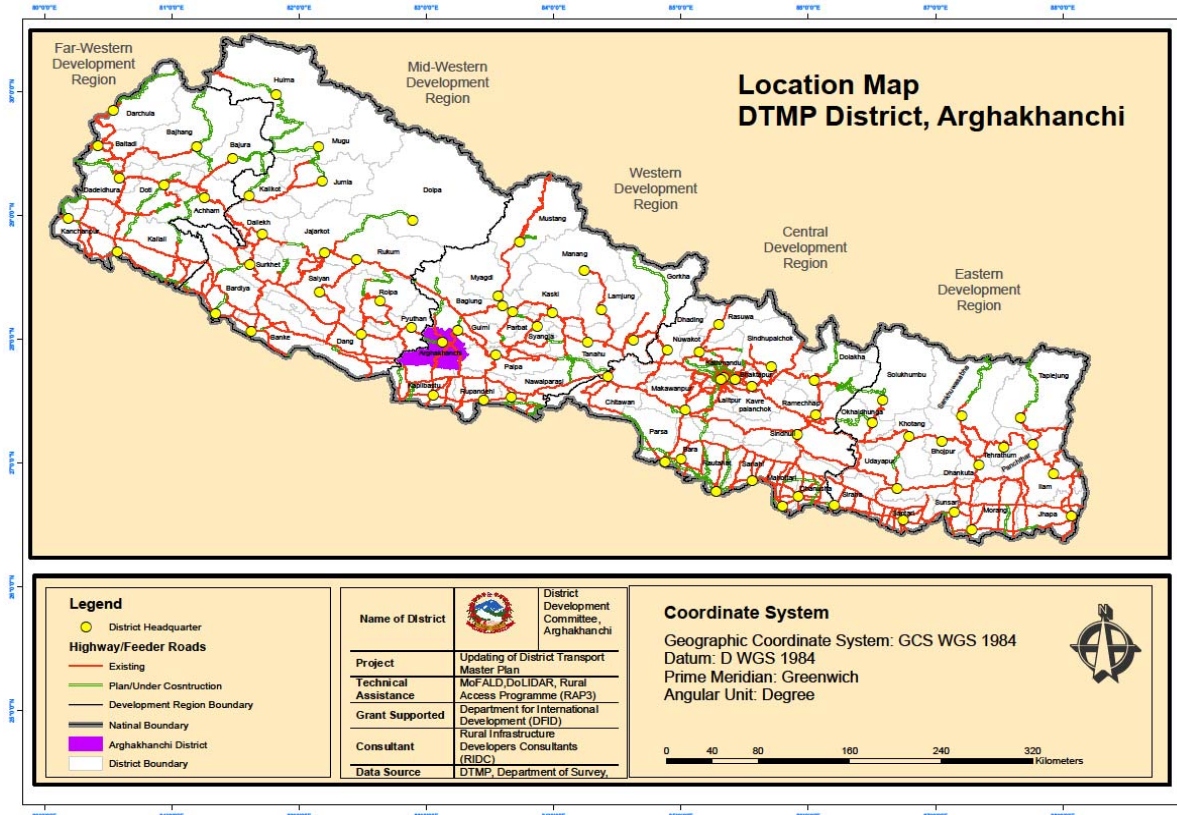 Far-Western
Development
Region
Mid-Western
Development
Region
Location Map
DTMP District, Arghakhanchi
Western
Development
Region
Central
Development
Region
Eastern
Development
Region
Humla
Darchula
Bajhang
Baitadi
Bajura
Mugu
Dadeldhura
Doti
Kalikot
Jumla
Dolpa
Achham
Mustang
Kanchanpur
Dailekh
Jajarkot
Kailali
Manang
Rukum
Surkhet
Gorkha
Salyan
Myagdi
Bardiya
Rolpa
Baglung
Kaski
Lamjung
Rasuwa
Dhading
Pyuthan
Gulmi
Parbat
Syangja
Nuwakot
Sindhupalchok
Banke
Dang
Arghakhanchi
Tanahu
Dolakha
Solukhumbu
Taplejung
Palpa
Bhaktapur
Kapilbastu
Rupandehi
Nawalparasi
Makawanpur
Lalitpur
Kavre
palanchok
Ramechhap
Chitawan
Okhaldhunga
Khotang
Parsa
Sindhuli
Bhojpur
Terhathum
Panchthar
Bara
Udayapur
Dhankuta
Ilam
Siraha
Sunsari
Morang
Jhapa
Legend
District Headquarter
Highway/Feeder Roads
Existing
Plan/Under Cosntruction
Development Region Boundary
Natinal Boundary
Arghakhanchi District
District Boundary
Name of District
District
Development
Committee,
Arghakhanchi
Project
Updating of District Transport
Master Plan
Technical
Assistance
MoFALD,DoLIDAR, Rural
Access Programme (RAP3)
Grant Supported
Department for International
Development (DFID)
Consultant
Rural Infrastructure
Developers Consultants
(RIDC)
Data Source
DTMP, Department of Survey,
Coordinate System
Geographic Coordinate System: GCS WGS 1984
Datum: D WGS 1984
Prime Meridian: Greenwich
Angular Unit: Degree
N
0 40 80 160 240 320
Kilometers